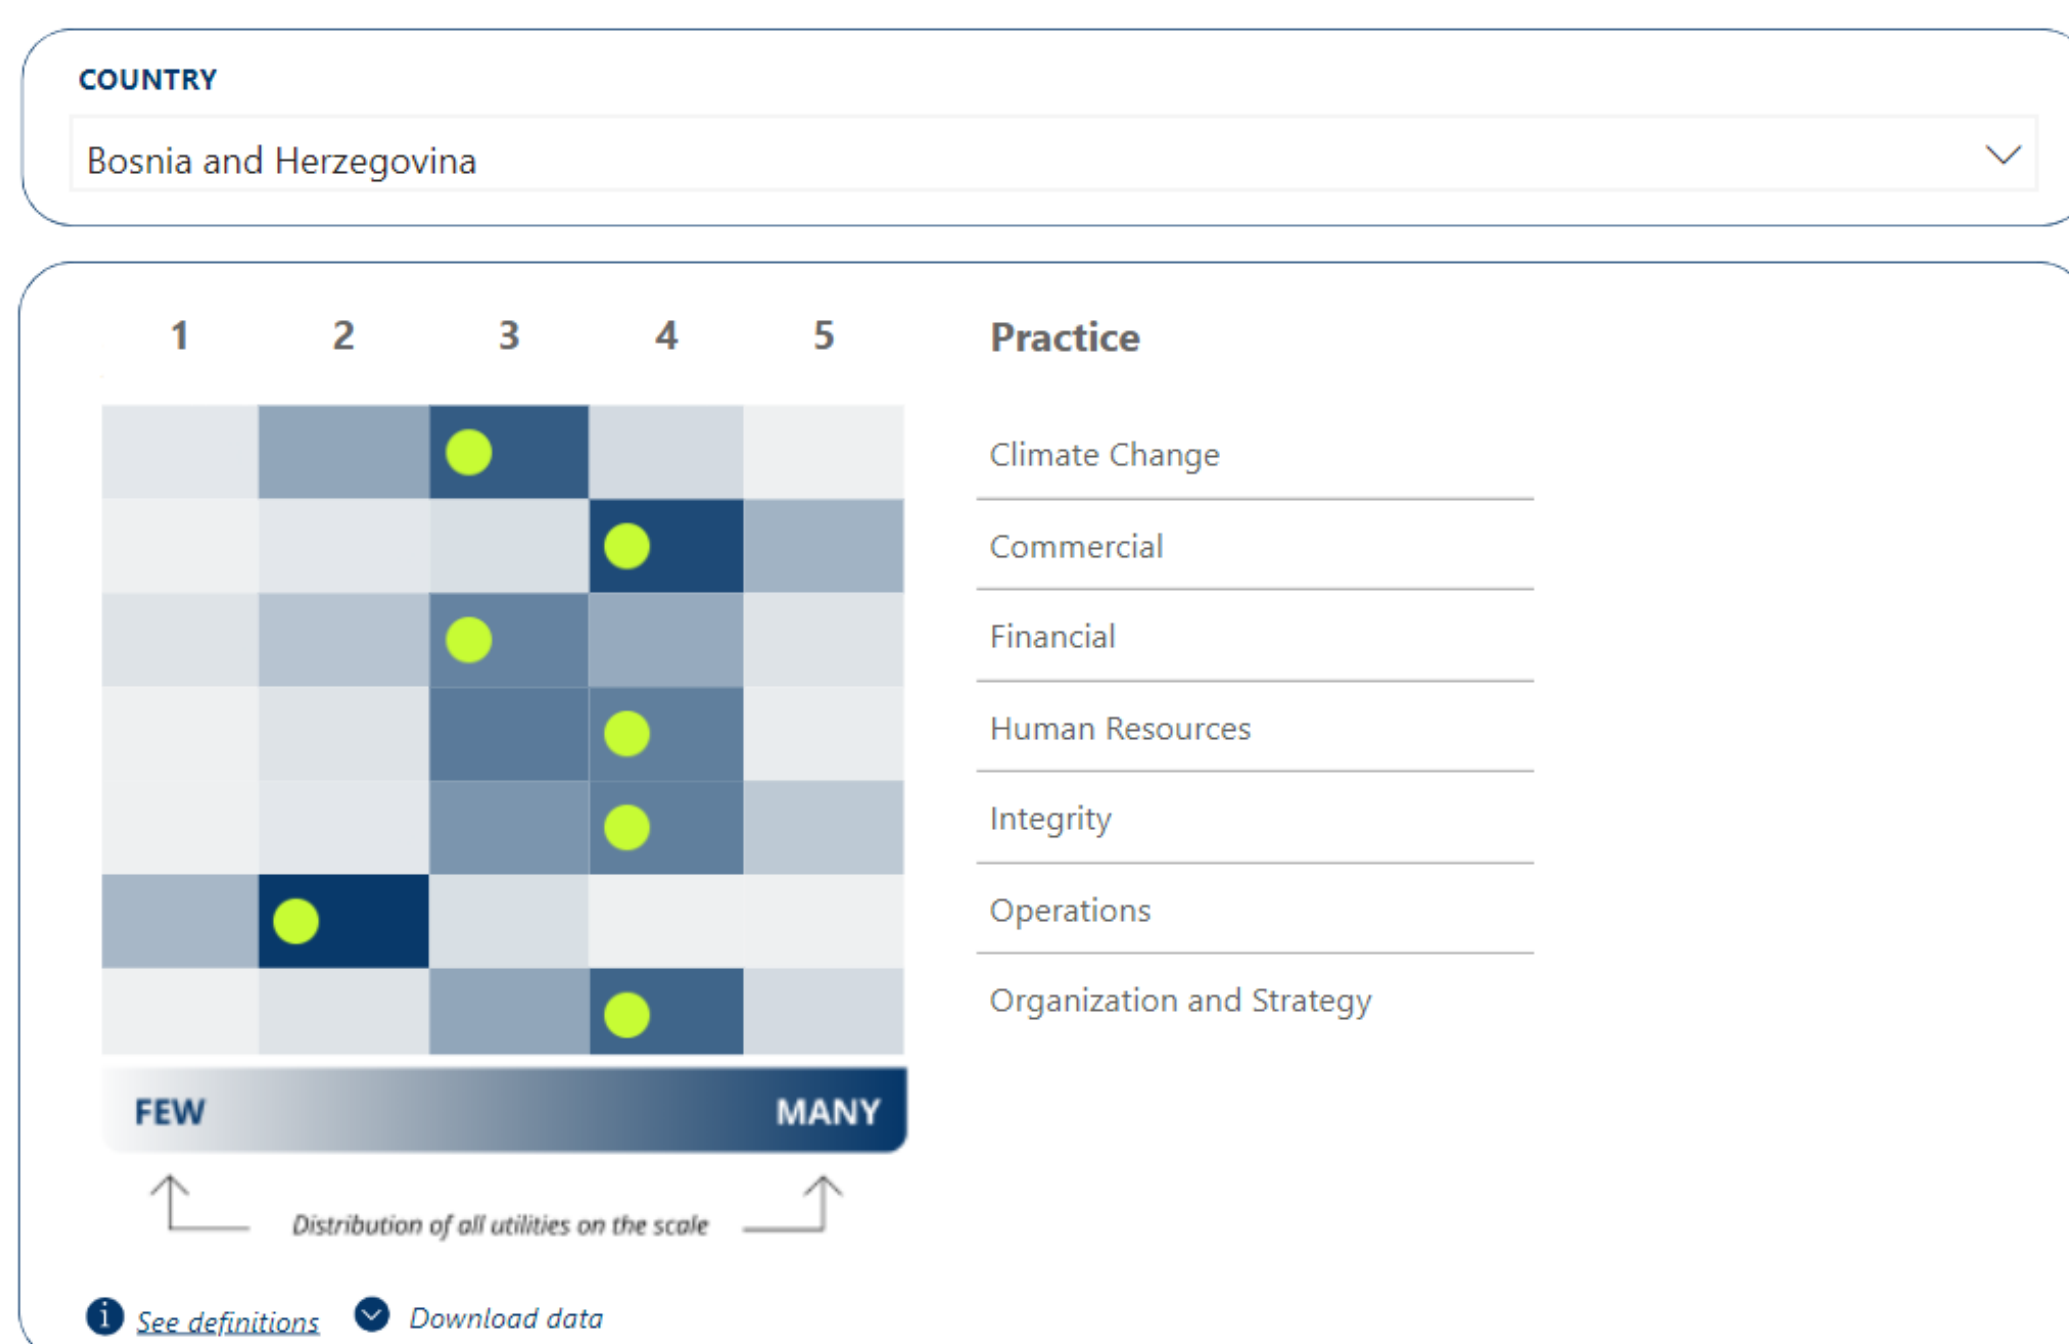 COUNTRY
Bosnia and Herzegovina
1 2 3 4 5 Practice
Climate Change
Commercial
Financial
Human Resources
Integrity
Operations
Organization and Strategy
FEW MANY
Distribution of all utilities on the scale
i See definitions Download data